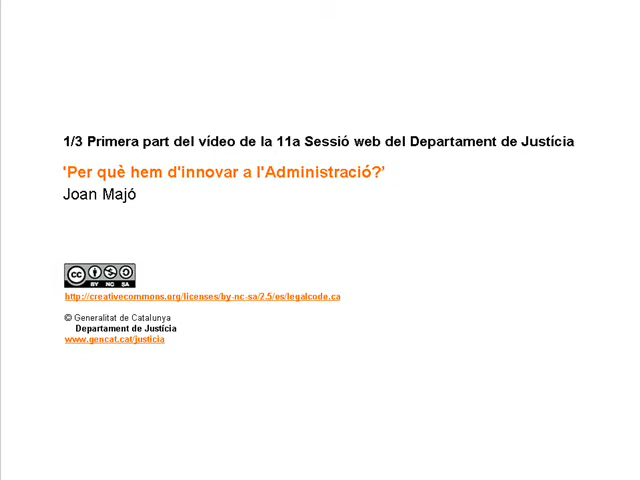 1/3 Primera part del vídeo de la 11a Sessió web del Departament de Justícia
'Per què hem d'innovar a l'Administració?'
Joan Majó
cc BY NC SA
http://creativecommons.org/licenses/by-nc-sa/2.5/es/legalcode.ca
© Generalitat de Catalunya
Departament de Justícia
www.gencat.cat/justicia